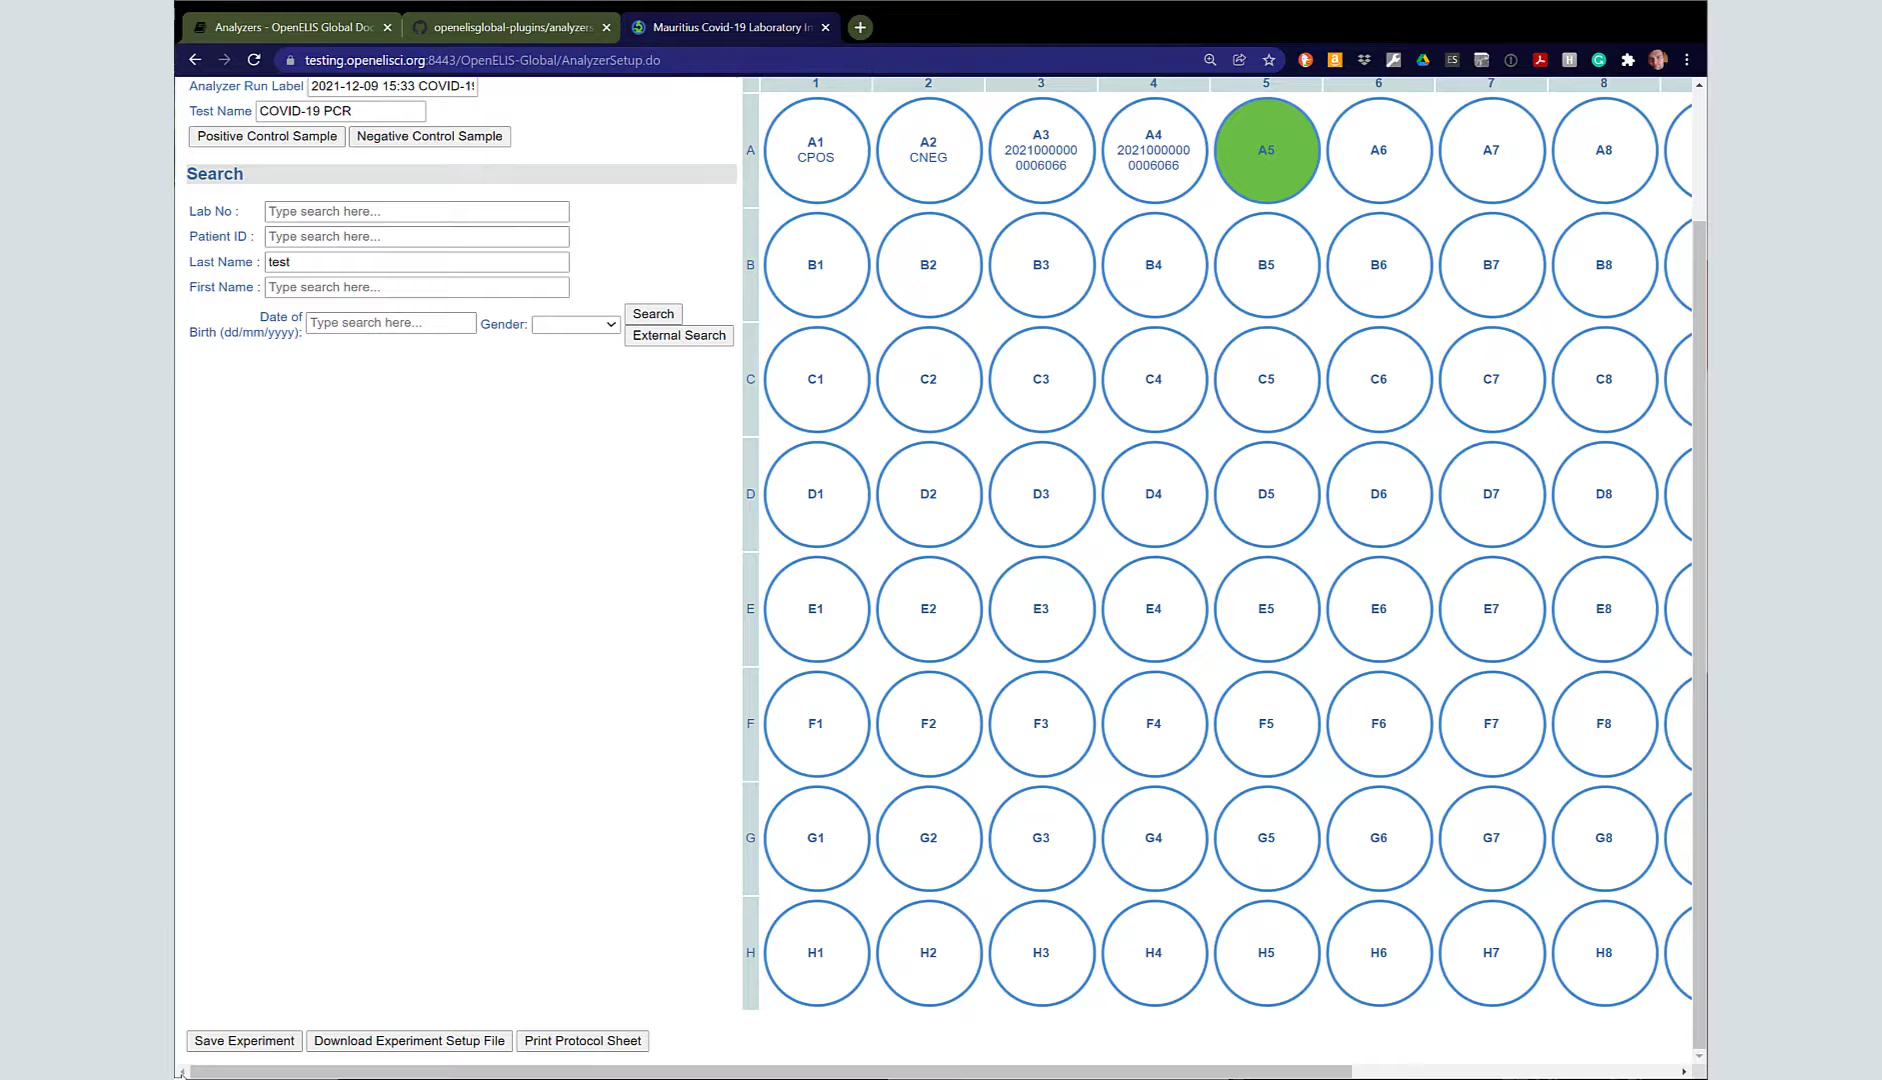 Analyzers - OpenELIS Global Doc
openelisglobal-plugins/analyzers
Mauritius Covid-19 Laboratory In
testing.openelisci.org:8443/OpenELIS-Global/AnalyzerSetup.do
Analyzer Run Label 2021-12-09 15:33 COVID-19
Test Name COVID-19 PCR
Positive Control Sample Negative Control Sample
Search
Lab No : Type search here...
Patient ID : Type search here...
Last Name : test
First Name : Type search here...
Date of
Birth (dd/mm/yyyy): Type search here... Gender:
Search
External Search
1 2 3 4 5 6 7 8
A
A1
CPOS
A2
CNEG
A3
2021000000
0006066
A4
2021000000
0006066
A5 A6 A7 A8
B B1 B2 B3 B4 B5 B6 B7 B8
C C1 C2 C3 C4 C5 C6 C7 C8
D D1 D2 D3 D4 D5 D6 D7 D8
E E1 E2 E3 E4 E5 E6 E7 E8
F F1 F2 F3 F4 F5 F6 F7 F8
G G1 G2 G3 G4 G5 G6 G7 G8
H H1 H2 H3 H4 H5 H6 H7 H8
Save Experiment Download Experiment Setup File Print Protocol Sheet